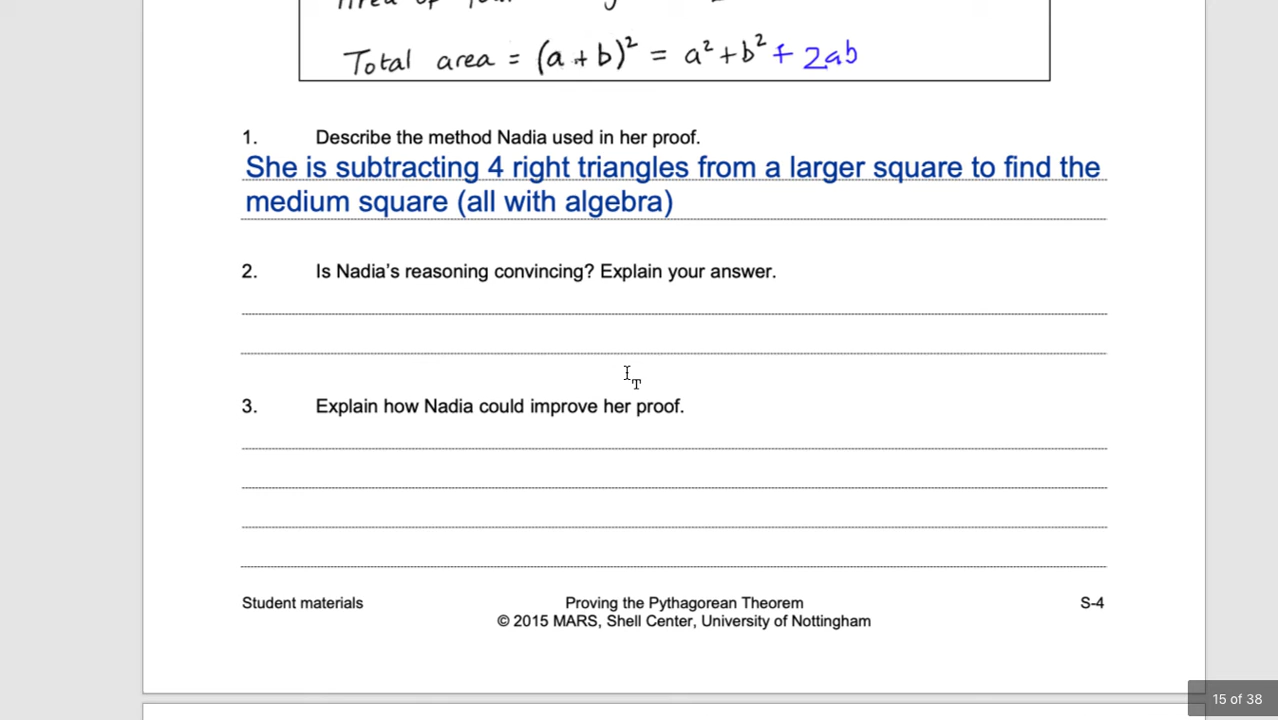 Total area = (a + b)² = a² + b² + 2ab
1. Describe the method Nadia used in her proof.
She is subtracting 4 right triangles from a larger square to find the
medium square (all with algebra)
2. Is Nadia's reasoning convincing? Explain your answer.
3. Explain how Nadia could improve her proof.
Student materials Proving the Pythagorean Theorem S-4
© 2015 MARS, Shell Center, University of Nottingham
15 of 38